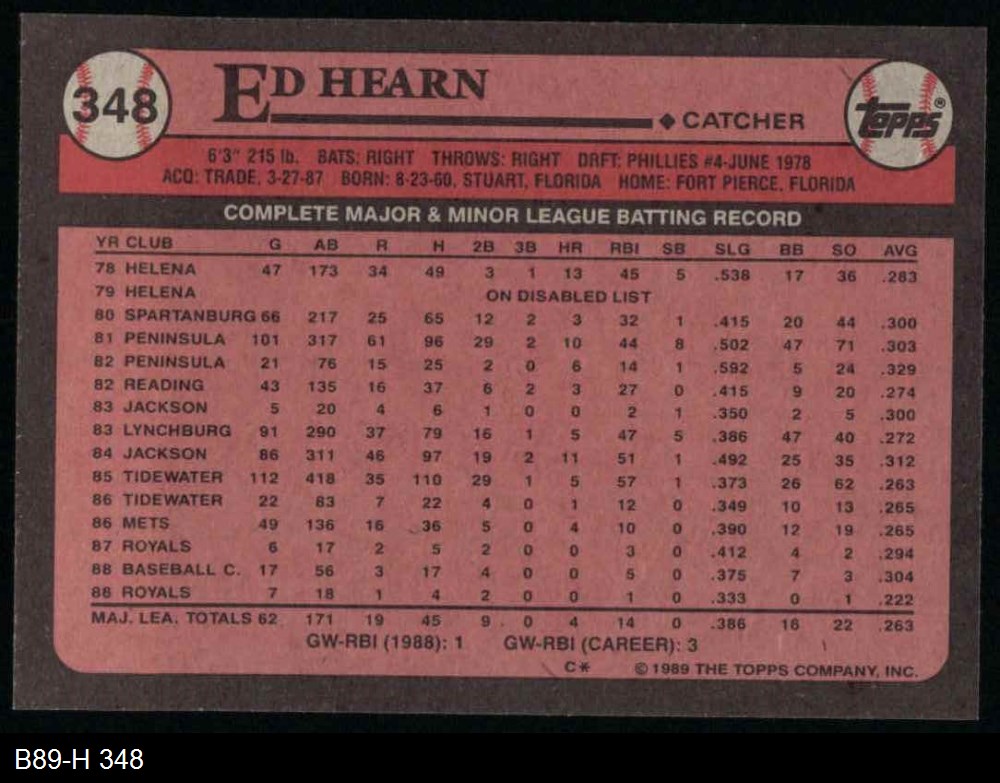 348
ED HEARN
◆ CATCHER
Topps®
6'3" 215 lb. BATS: RIGHT THROWS: RIGHT DRFT: PHILLIES #4-JUNE 1978
ACQ: TRADE, 3-27-87 BORN: 8-23-60, STUART, FLORIDA HOME: FORT PIERCE, FLORIDA
COMPLETE MAJOR & MINOR LEAGUE BATTING RECORD
YR CLUB G AB R H 2B 3B HR RBI SB SLG BB SO AVG
78 HELENA 47 173 34 49 3 1 13 45 5 .538 17 36 .283
79 HELENA ON DISABLED LIST
80 SPARTANBURG 66 217 25 65 12 2 3 32 1 .415 20 44 .300
81 PENINSULA 101 317 61 96 29 2 10 44 8 .502 47 71 .303
82 PENINSULA 21 76 15 25 2 0 6 14 1 .592 5 24 .329
82 READING 43 135 16 37 6 2 3 27 0 .415 9 20 .274
83 JACKSON 5 20 4 6 1 0 0 2 1 .350 2 5 .300
83 LYNCHBURG 91 290 37 79 16 1 5 47 5 .386 47 40 .272
84 JACKSON 86 311 46 97 19 2 11 51 1 .492 25 35 .312
85 TIDEWATER 112 418 35 110 29 1 5 57 1 .373 26 62 .263
86 TIDEWATER 22 83 7 22 4 0 1 12 0 .349 10 13 .265
86 METS 49 136 16 36 5 0 4 10 0 .390 12 19 .265
87 ROYALS 6 17 2 5 2 0 0 3 0 .412 4 2 .294
88 BASEBALL C. 17 56 3 17 4 0 0 5 0 .375 7 3 .304
88 ROYALS 7 18 1 4 2 0 0 1 0 .333 0 1 .222
MAJ. LEA. TOTALS 62 171 19 45 9 0 4 14 0 .386 16 22 .263
GW-RBI (1988): 1 GW-RBI (CAREER): 3
C* © 1989 THE TOPPS COMPANY, INC.
B89-H 348